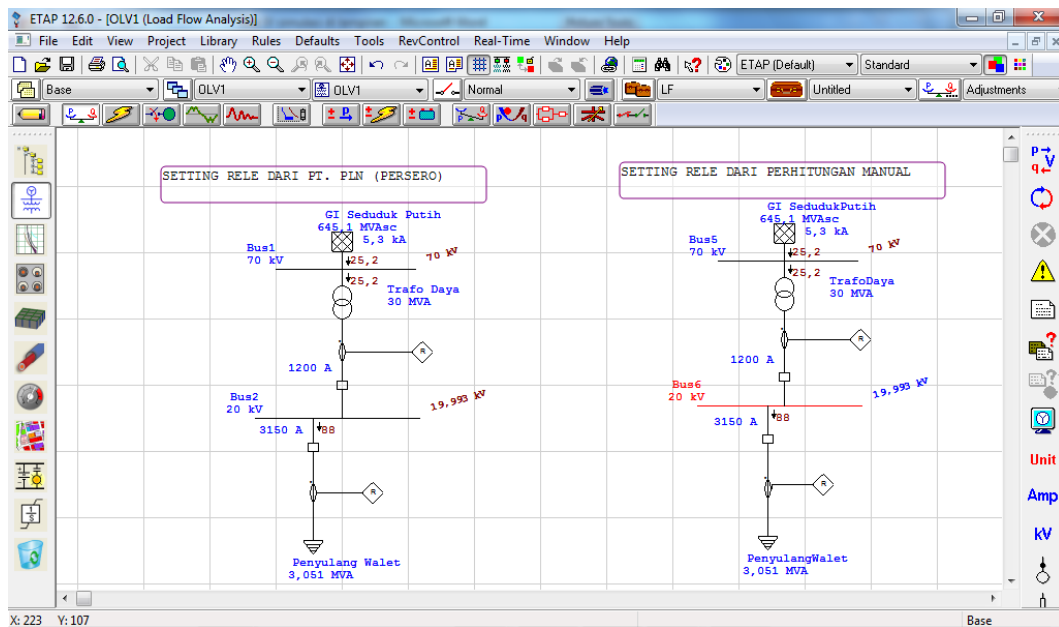 ETAP 12.6.0 - [OLV1 (Load Flow Analysis)]
File Edit View Project Library Rules Defaults Tools RevControl Real-Time Window Help
ETAP (Default) Standard
Base OLV1 OLV1 Normal LF Untitled Adjustments
SETTING RELE DARI PT. PLN (PERSERO)
GI Seduduk Putih
645,1 MVAsc
5,3 kA
Bus1
70 kV
25,2
70 kV
25,2
Trafo Daya
30 MVA
R
1200 A
Bus2
20 kV
19,993 kV
3150 A
88
R
Penyulang Walet
3,051 MVA
SETTING RELE DARI PERHITUNGAN MANUAL
GI SedudukPutih
645,1 MVAsc
5,3 kA
Bus5
70 kV
25,2
70 kV
25,2
TrafoDaya
30 MVA
R
1200 A
Bus6
20 kV
19,993 kV
3150 A
88
R
PenyulangWalet
3,051 MVA
Unit
Amp
kV
X: 223 Y: 107
Base